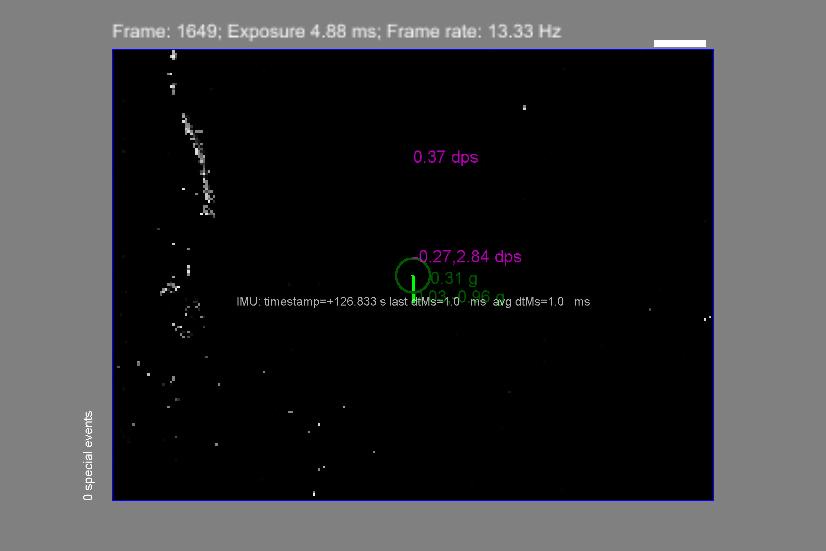 Frame: 1649; Exposure 4.88 ms; Frame rate: 13.33 Hz
0.37 dps
-0.27,2.84 dps
0.31 g
0.96 g
IMU: timestamp=+126.833 s last dtMs=1.0 ms avg dtMs=1.0 ms
0 special events